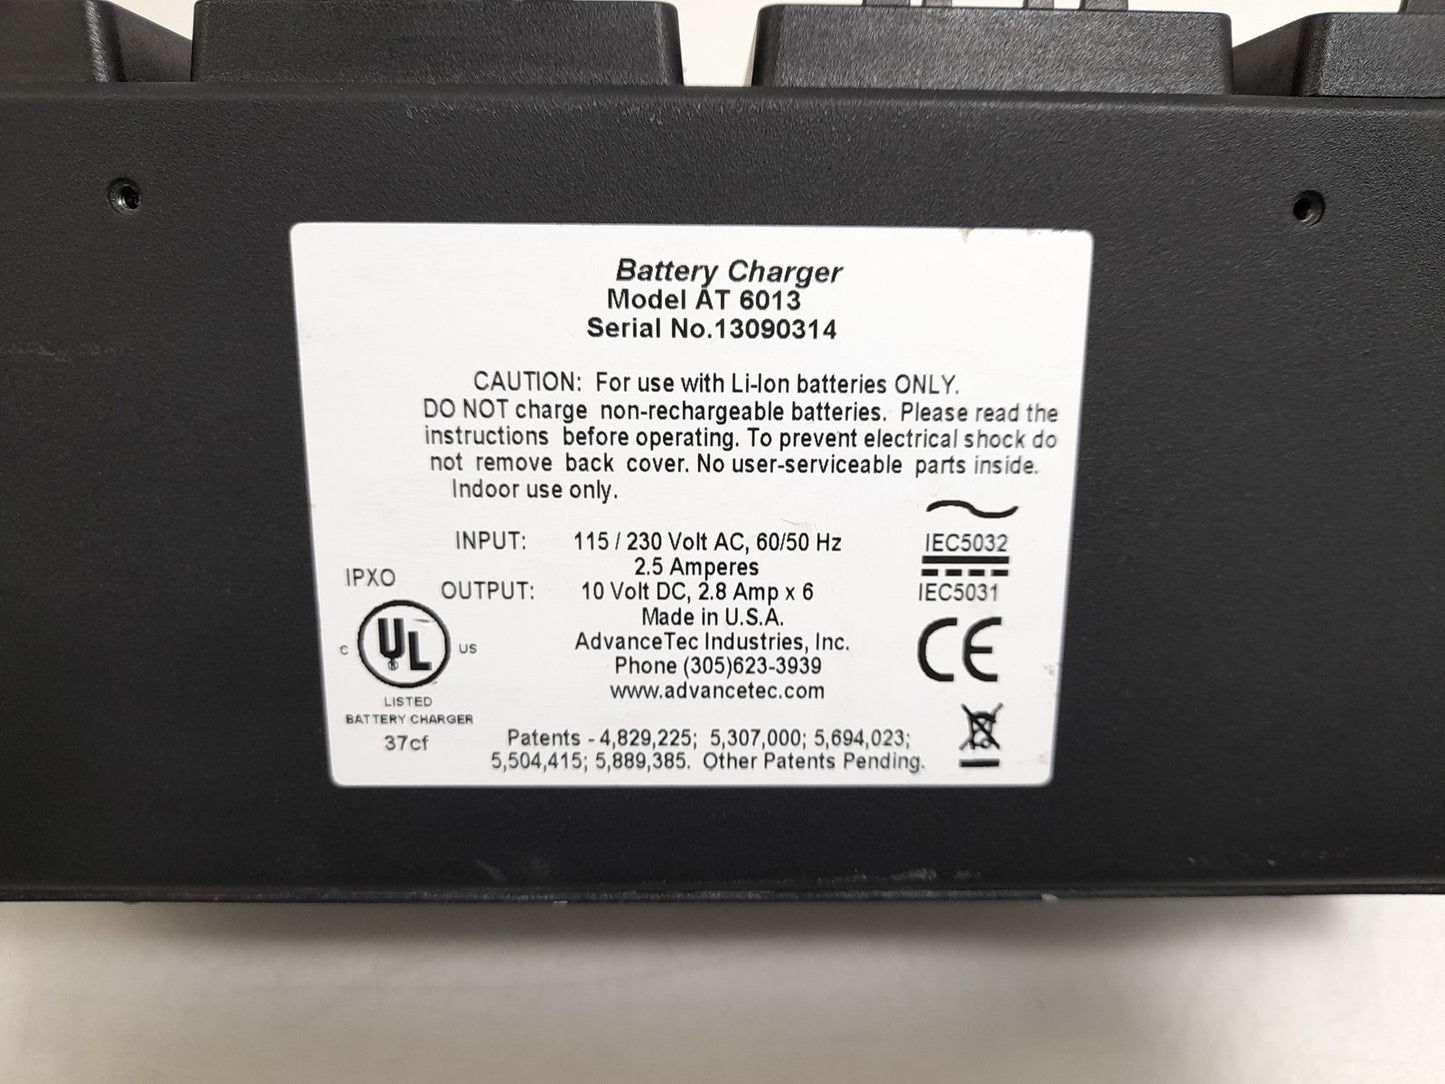 Battery Charger
Model AT 6013
Serial No.13090314
CAUTION: For use with Li-Ion batteries ONLY.
DO NOT charge non-rechargeable batteries. Please read the
instructions before operating. To prevent electrical shock do
not remove back cover. No user-serviceable parts inside.
Indoor use only.
INPUT: 115 / 230 Volt AC, 60/50 Hz
2.5 Amperes
OUTPUT: 10 Volt DC, 2.8 Amp x 6
Made in U.S.A.
AdvanceTec Industries, Inc.
Phone (305)623-3939
www.advancetec.com
IPXO
C UL US
LISTED
BATTERY CHARGER
37cf
IEC5032
IEC5031
CE
Patents - 4,829,225; 5,307,000; 5,694,023;
5,504,415; 5,889,385. Other Patents Pending.